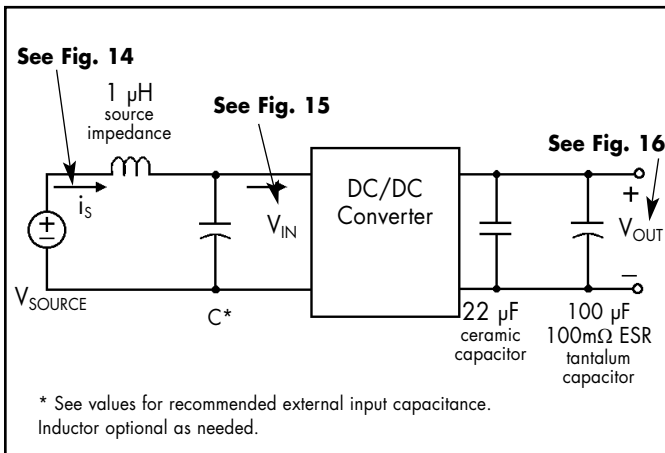 See Fig. 14
1 µH
source
impedance
See Fig. 15
See Fig. 16
iS
VIN
DC/DC
Converter
+
VOUT
–
+
–
VSOURCE
C*
22 µF
ceramic
capacitor
100 µF
100mΩ ESR
tantalum
capacitor
* See values for recommended external input capacitance.
Inductor optional as needed.